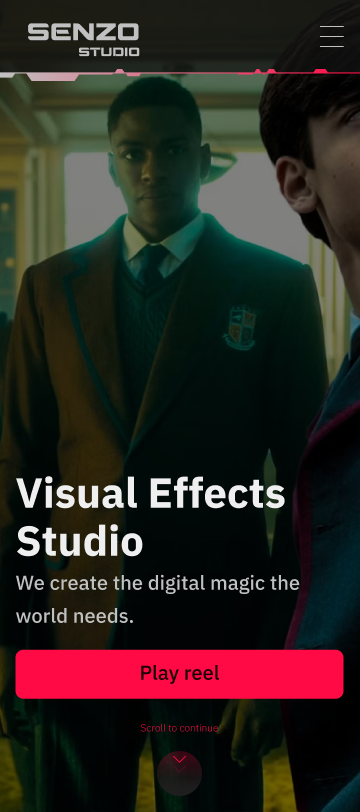 SENZO
STUDIO
Visual Effects
Studio
We create the digital magic the
world needs.
Play reel
Scroll to continue